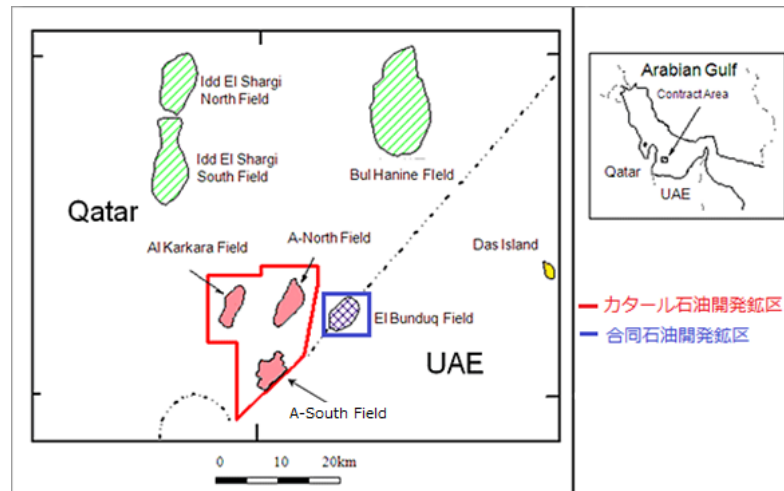 Idd El Shargi
North Field
Idd El Shargi
South Field
Bul Hanine FIeld
Qatar
Al Karkara Field
A-North Field
Das Island
El Bunduq Field
UAE
A-South Field
0 10 20km
Arabian Gulf
Contract Area
Qatar
UAE
カタール石油開発鉱区
合同石油開発鉱区